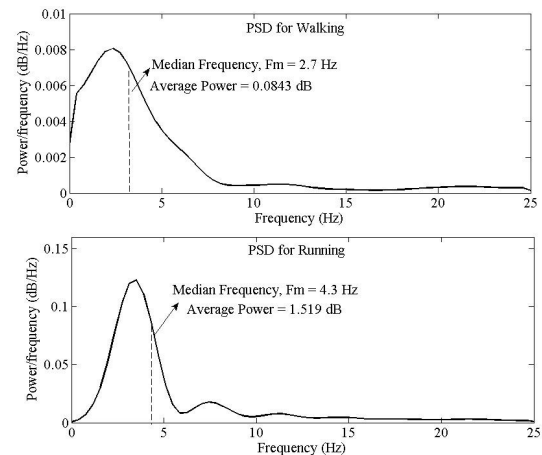 PSD for Walking
0.01
0.008
0.006
0.004
0.002
0
Power/frequency (dB/Hz)
Median Frequency, Fm = 2.7 Hz
Average Power = 0.0843 dB
0 5 10 15 20 25
Frequency (Hz)
PSD for Running
0.15
0.1
0.05
0
Power/frequency (dB/Hz)
Median Frequency, Fm = 4.3 Hz
Average Power = 1.519 dB
0 5 10 15 20 25
Frequency (Hz)